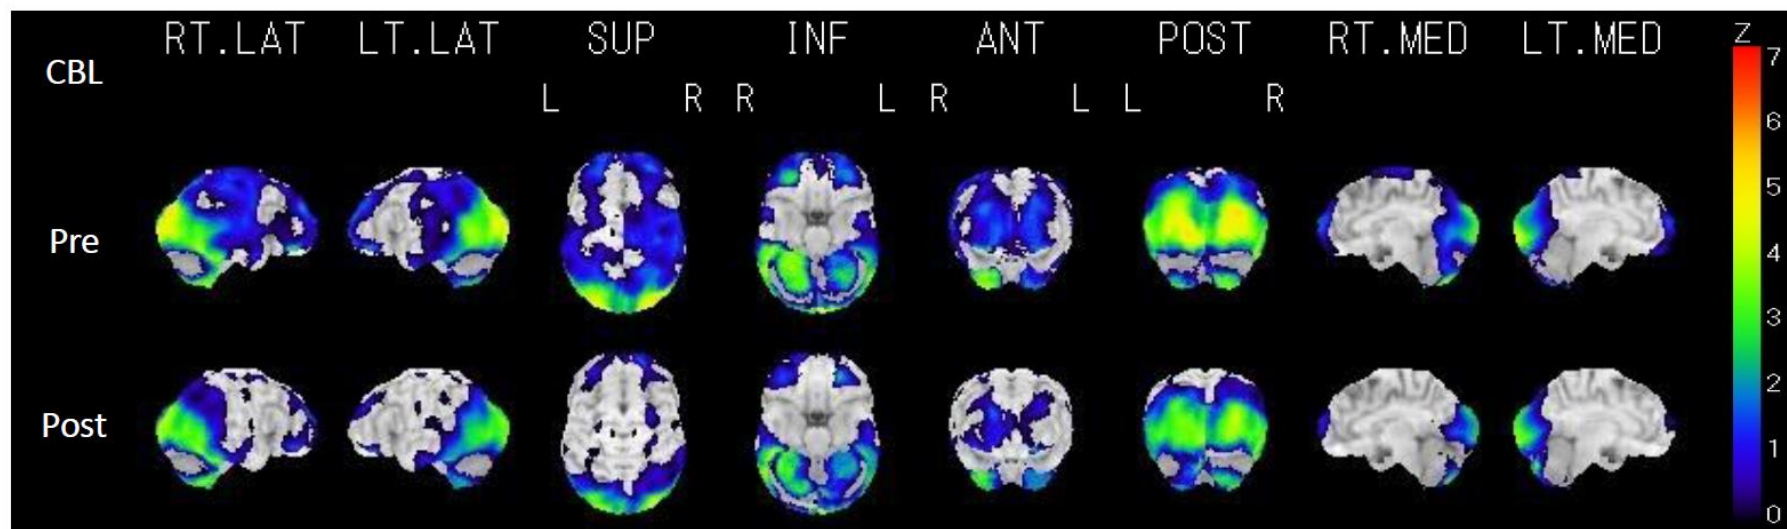 RT.LAT LT.LAT SUP INF ANT POST RT.MED LT.MED Z
CBL
L R R L R L L R
Pre
Post
7
6
5
4
3
2
1
0